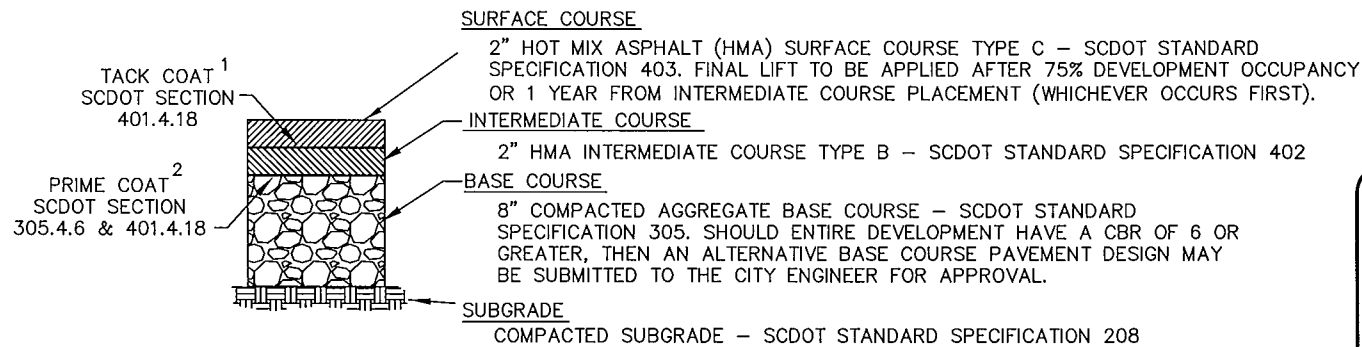 SURFACE COURSE
2" HOT MIX ASPHALT (HMA) SURFACE COURSE TYPE C – SCDOT STANDARD
SPECIFICATION 403. FINAL LIFT TO BE APPLIED AFTER 75% DEVELOPMENT OCCUPANCY
OR 1 YEAR FROM INTERMEDIATE COURSE PLACEMENT (WHICHEVER OCCURS FIRST).
TACK COAT 1
SCDOT SECTION
401.4.18
INTERMEDIATE COURSE
2" HMA INTERMEDIATE COURSE TYPE B – SCDOT STANDARD SPECIFICATION 402
PRIME COAT 2
SCDOT SECTION
305.4.6 & 401.4.18
BASE COURSE
8" COMPACTED AGGREGATE BASE COURSE – SCDOT STANDARD
SPECIFICATION 305. SHOULD ENTIRE DEVELOPMENT HAVE A CBR OF 6 OR
GREATER, THEN AN ALTERNATIVE BASE COURSE PAVEMENT DESIGN MAY
BE SUBMITTED TO THE CITY ENGINEER FOR APPROVAL.
SUBGRADE
COMPACTED SUBGRADE – SCDOT STANDARD SPECIFICATION 208